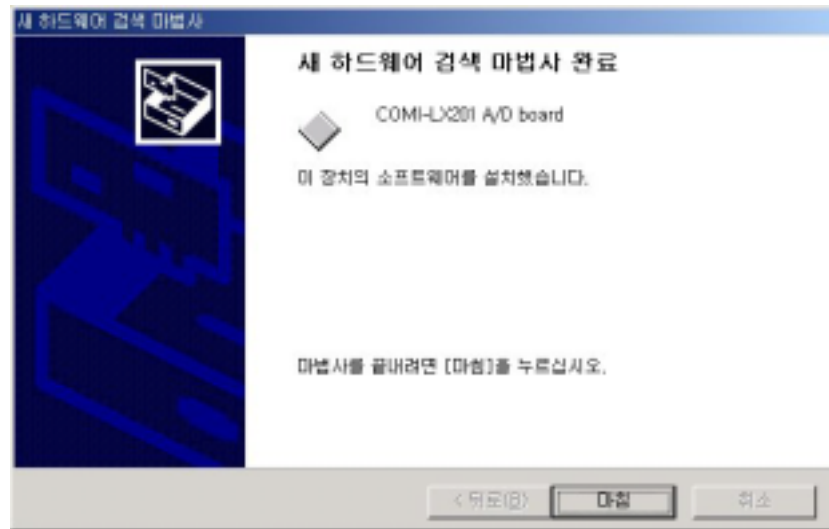 새 하드웨어 검색 마법사
새 하드웨어 검색 마법사 완료
COMI-LX201 A/D board
이 장치의 소프트웨어를 설치했습니다.
마법사를 끝내려면 [마침]을 누르십시오.
< 뒤로(B)
마침
취소